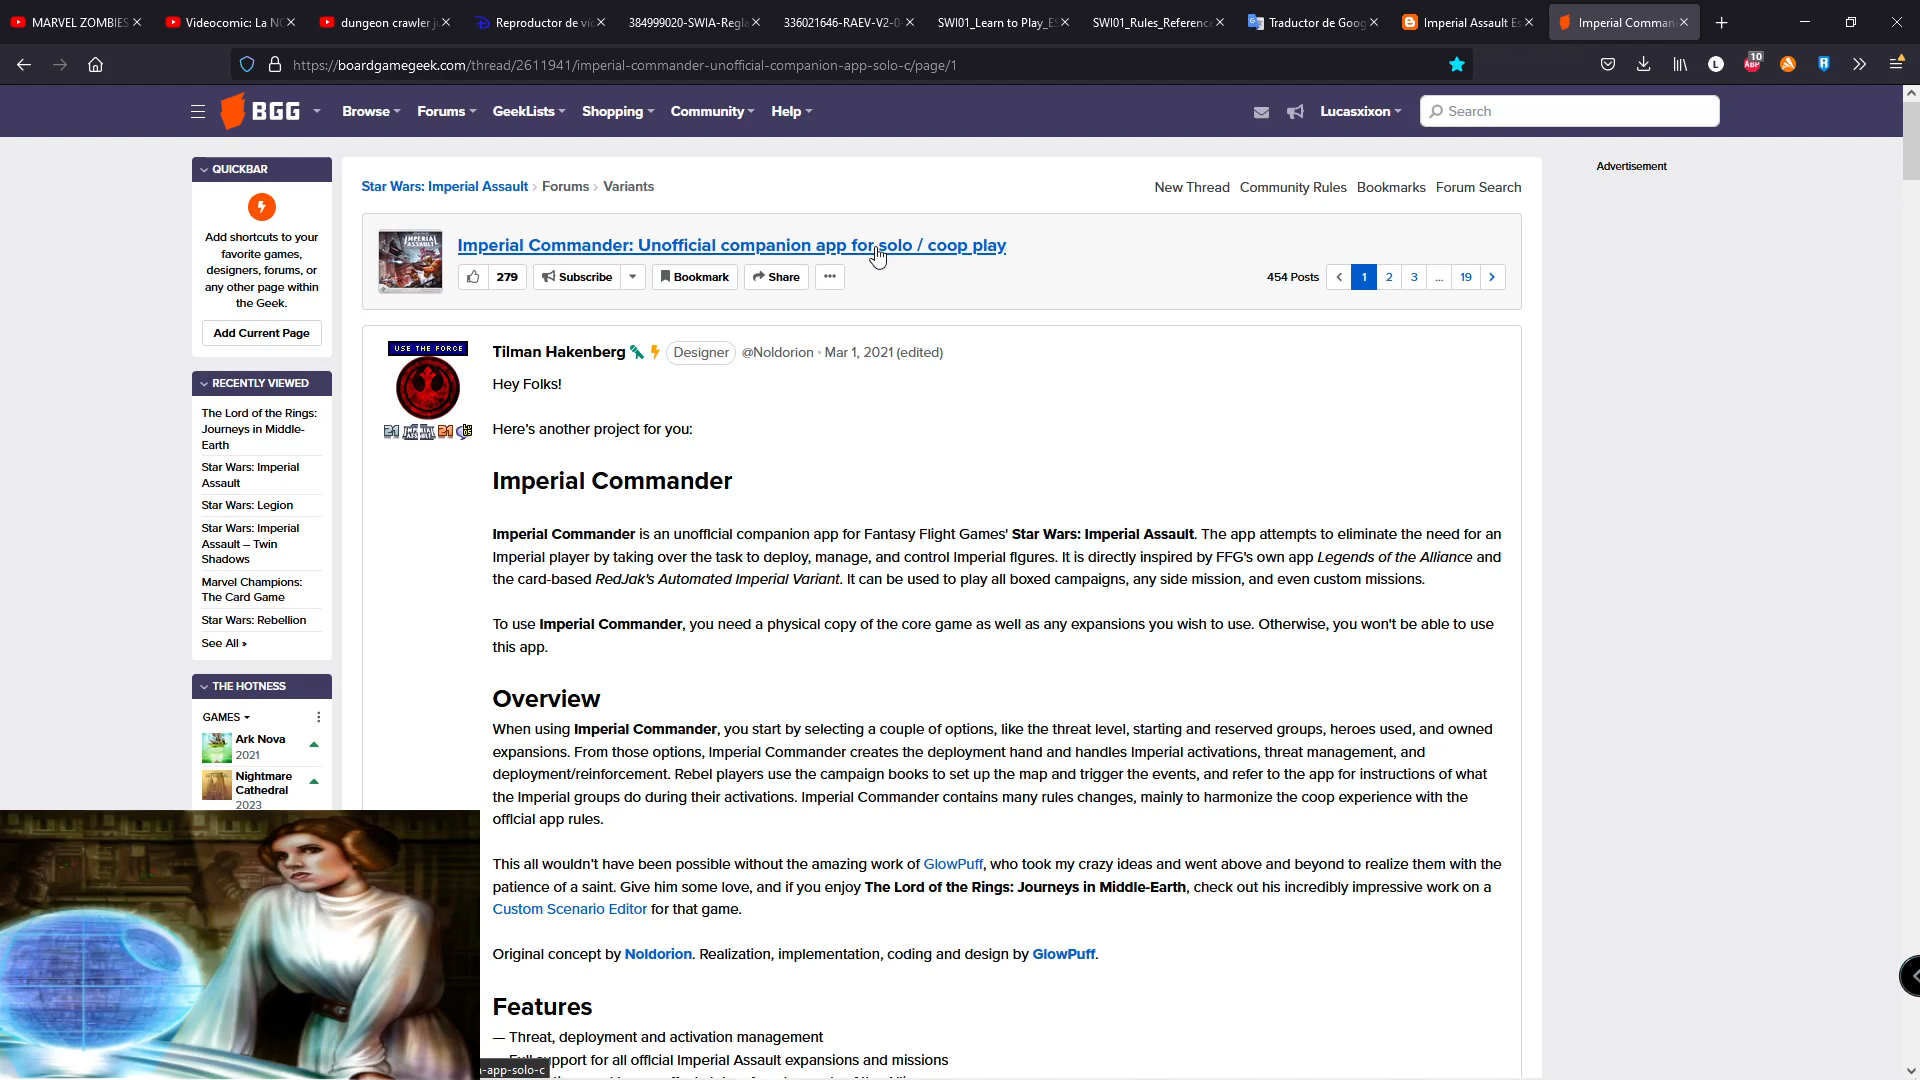 MARVEL ZOMBIES
Videocomic: La NO
dungeon crawler j
Reproductor de víc
384999020-SWIA-Regla
336021646-RAEV-V2-0
SWI01_Learn to Play_ES
SWI01_Rules_Reference
Traductor de Goog
Imperial Assault Es
Imperial Comman
https://boardgamegeek.com/thread/2611941/imperial-commander-unofficial-companion-app-solo-c/page/1
L
ABP
10
BGG
Browse
Forums
GeekLists
Shopping
Community
Help
Lucasxixon
Search
QUICKBAR
Add shortcuts to your
favorite games,
designers, forums, or
any other page within
the Geek.
Add Current Page
RECENTLY VIEWED
The Lord of the Rings:
Journeys in Middle-
Earth
Star Wars: Imperial
Assault
Star Wars: Legion
Star Wars: Imperial
Assault – Twin
Shadows
Marvel Champions:
The Card Game
Star Wars: Rebellion
See All »
THE HOTNESS
GAMES
Ark Nova
2021
Nightmare
Cathedral
2023
Star Wars: Imperial Assault › Forums › Variants
New Thread Community Rules Bookmarks Forum Search
IMPERIAL
ASSAULT
Imperial Commander: Unofficial companion app for solo / coop play
279 Subscribe Bookmark Share •••
454 Posts ‹ 1 2 3 ... 19 ›
USE THE FORCE
Tilman Hakenberg Designer @Noldorion · Mar 1, 2021 (edited)
Hey Folks!
Here's another project for you:
Imperial Commander
Imperial Commander is an unofficial companion app for Fantasy Flight Games' Star Wars: Imperial Assault. The app attempts to eliminate the need for an
Imperial player by taking over the task to deploy, manage, and control Imperial figures. It is directly inspired by FFG's own app Legends of the Alliance and
the card-based RedJak's Automated Imperial Variant. It can be used to play all boxed campaigns, any side mission, and even custom missions.
To use Imperial Commander, you need a physical copy of the core game as well as any expansions you wish to use. Otherwise, you won't be able to use
this app.
Overview
When using Imperial Commander, you start by selecting a couple of options, like the threat level, starting and reserved groups, heroes used, and owned
expansions. From those options, Imperial Commander creates the deployment hand and handles Imperial activations, threat management, and
deployment/reinforcement. Rebel players use the campaign books to set up the map and trigger the events, and refer to the app for instructions of what
the Imperial groups do during their activations. Imperial Commander contains many rules changes, mainly to harmonize the coop experience with the
official app rules.
This all wouldn't have been possible without the amazing work of GlowPuff, who took my crazy ideas and went above and beyond to realize them with the
patience of a saint. Give him some love, and if you enjoy The Lord of the Rings: Journeys in Middle-Earth, check out his incredibly impressive work on a
Custom Scenario Editor for that game.
Original concept by Noldorion. Realization, implementation, coding and design by GlowPuff.
Features
— Threat, deployment and activation management
support for all official Imperial Assault expansions and missions
-app-solo-c
Advertisement